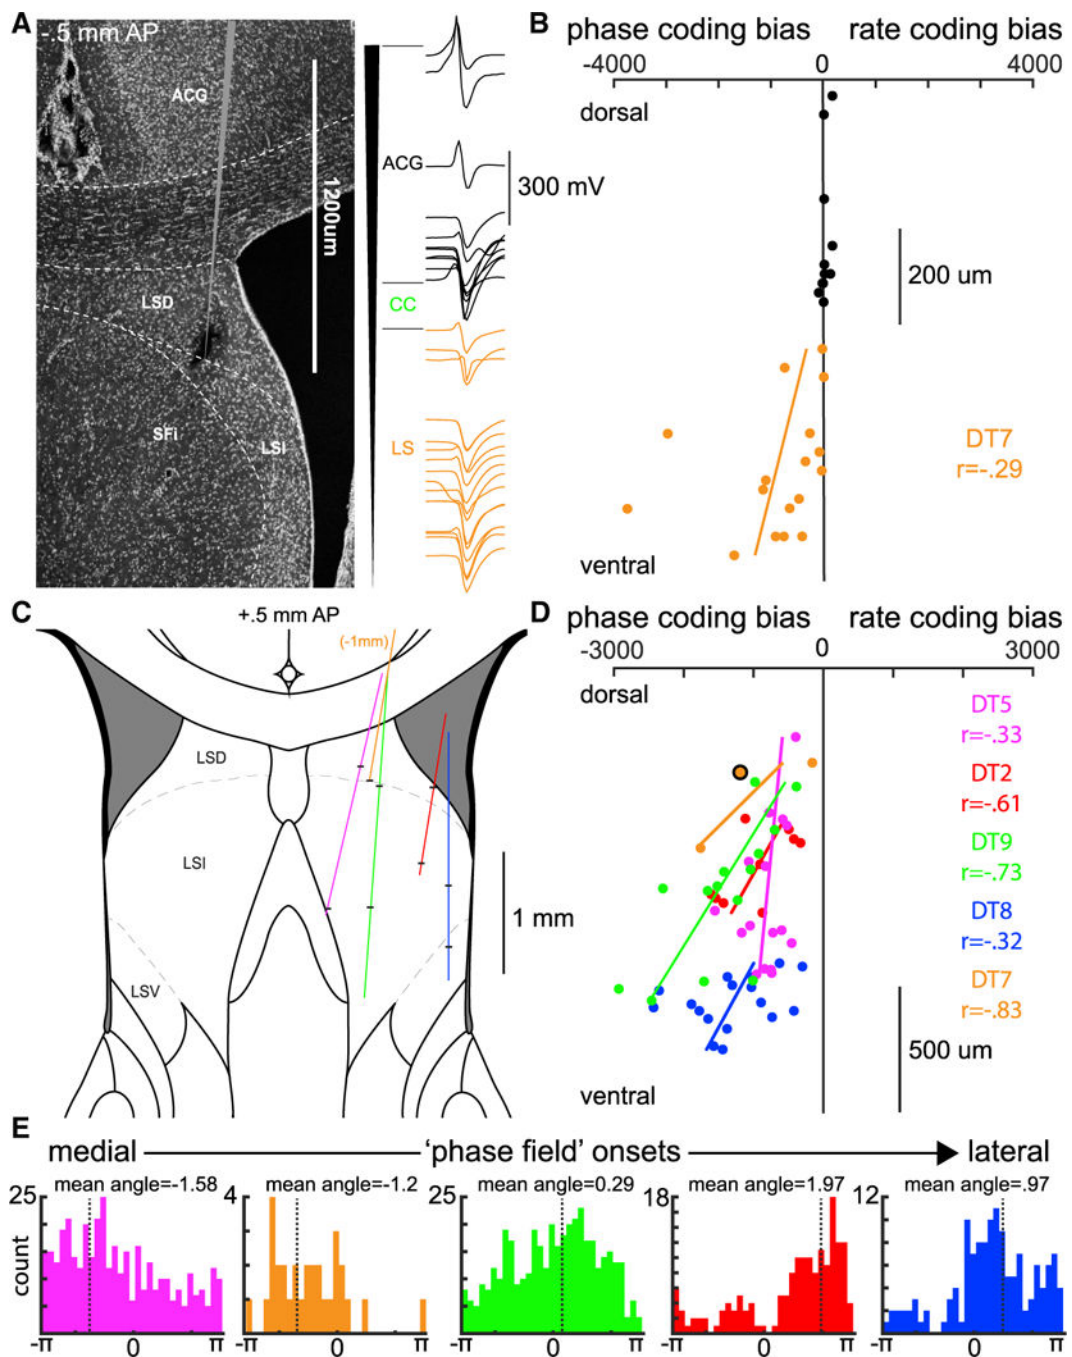 A
-.5 mm AP
ACG
1200um
LSD
SFi
LSI
ACG
CC
LS
300 mV
B
phase coding bias rate coding bias
-4000 0 4000
dorsal
200 um
DT7
r=-.29
ventral
C
+.5 mm AP
(-1mm)
LSD
LSI
LSV
1 mm
D
phase coding bias rate coding bias
-3000 0 3000
dorsal
DT5
r=-.33
DT2
r=-.61
DT9
r=-.73
DT8
r=-.32
DT7
r=-.83
500 um
ventral
E
medial 'phase field' onsets lateral
mean angle=-1.58 mean angle=-1.2 mean angle=0.29 mean angle=1.97 mean angle=.97
25 4 25 18 12
count
-π 0 π -π 0 π -π 0 π -π 0 π -π 0 π